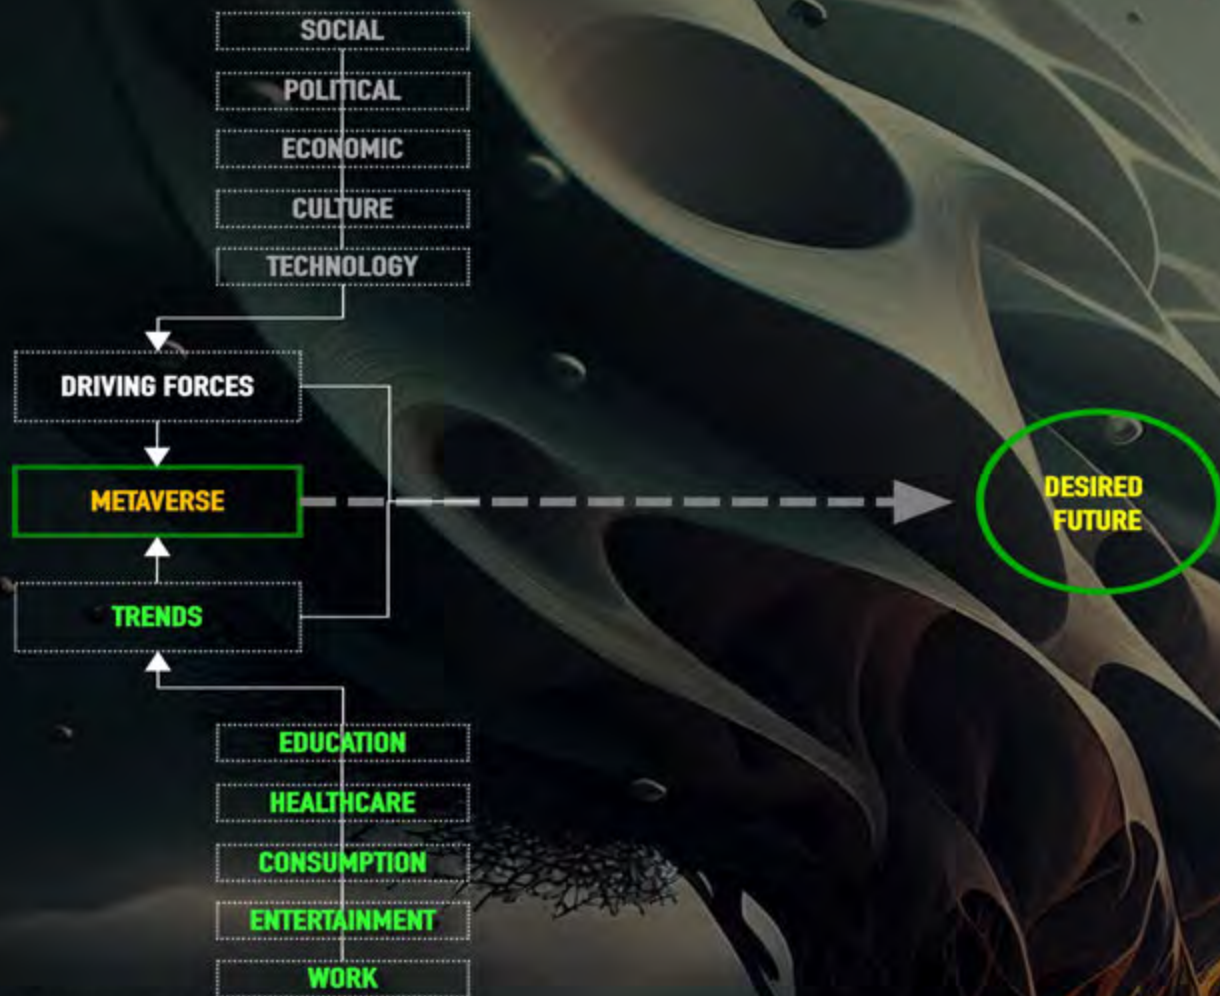 SOCIAL
POLITICAL
ECONOMIC
CULTURE
TECHNOLOGY
DRIVING FORCES
METAVERSE
DESIRED
FUTURE
TRENDS
EDUCATION
HEALTHCARE
CONSUMPTION
ENTERTAINMENT
WORK